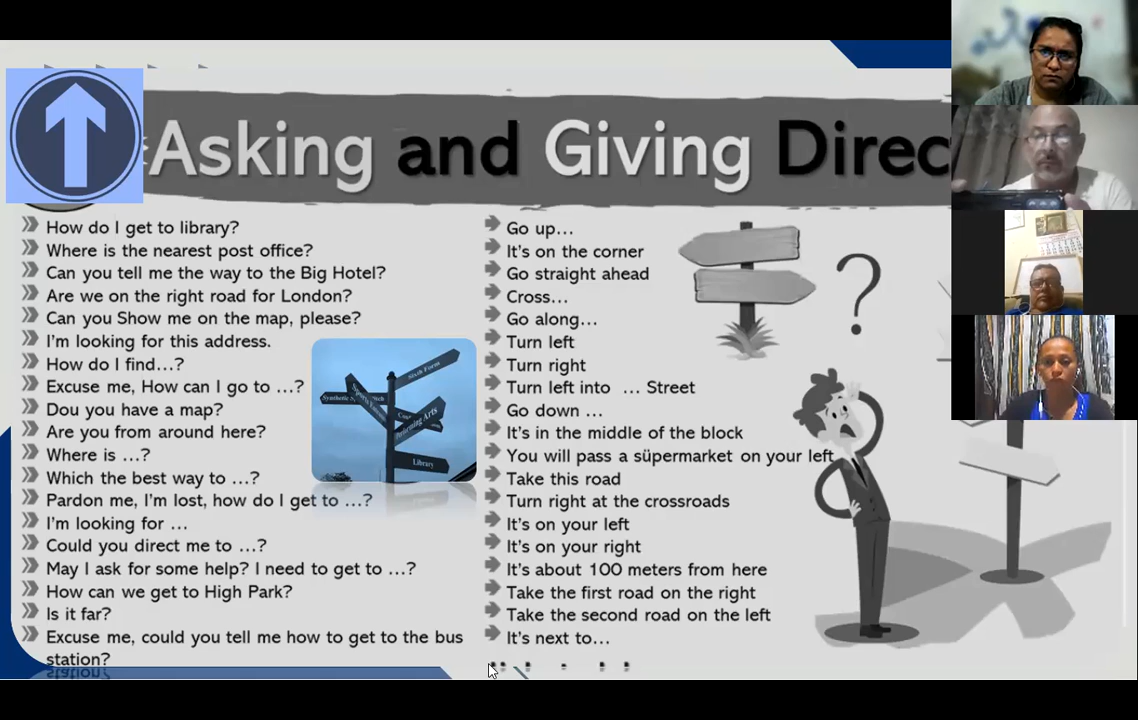 Asking and Giving Direc
How do I get to library?
Where is the nearest post office?
Can you tell me the way to the Big Hotel?
Are we on the right road for London?
Can you Show me on the map, please?
I'm looking for this address.
How do I find...?
Excuse me, How can I go to ...?
Dou you have a map?
Are you from around here?
Where is ...?
Which the best way to ...?
Pardon me, I'm lost, how do I get to ...?
I'm looking for ...
Could you direct me to ...?
May I ask for some help? I need to get to ...?
How can we get to High Park?
Is it far?
Excuse me, could you tell me how to get to the bus
station?
Go up...
It's on the corner
Go straight ahead
Cross...
Go along...
Turn left
Turn right
Turn left into ... Street
Go down ...
It's in the middle of the block
You will pass a süpermarket on your left
Take this road
Turn right at the crossroads
It's on your left
It's on your right
It's about 100 meters from here
Take the first road on the right
Take the second road on the left
It's next to...
Sixth Form
Synthetic
Performing Arts
Library